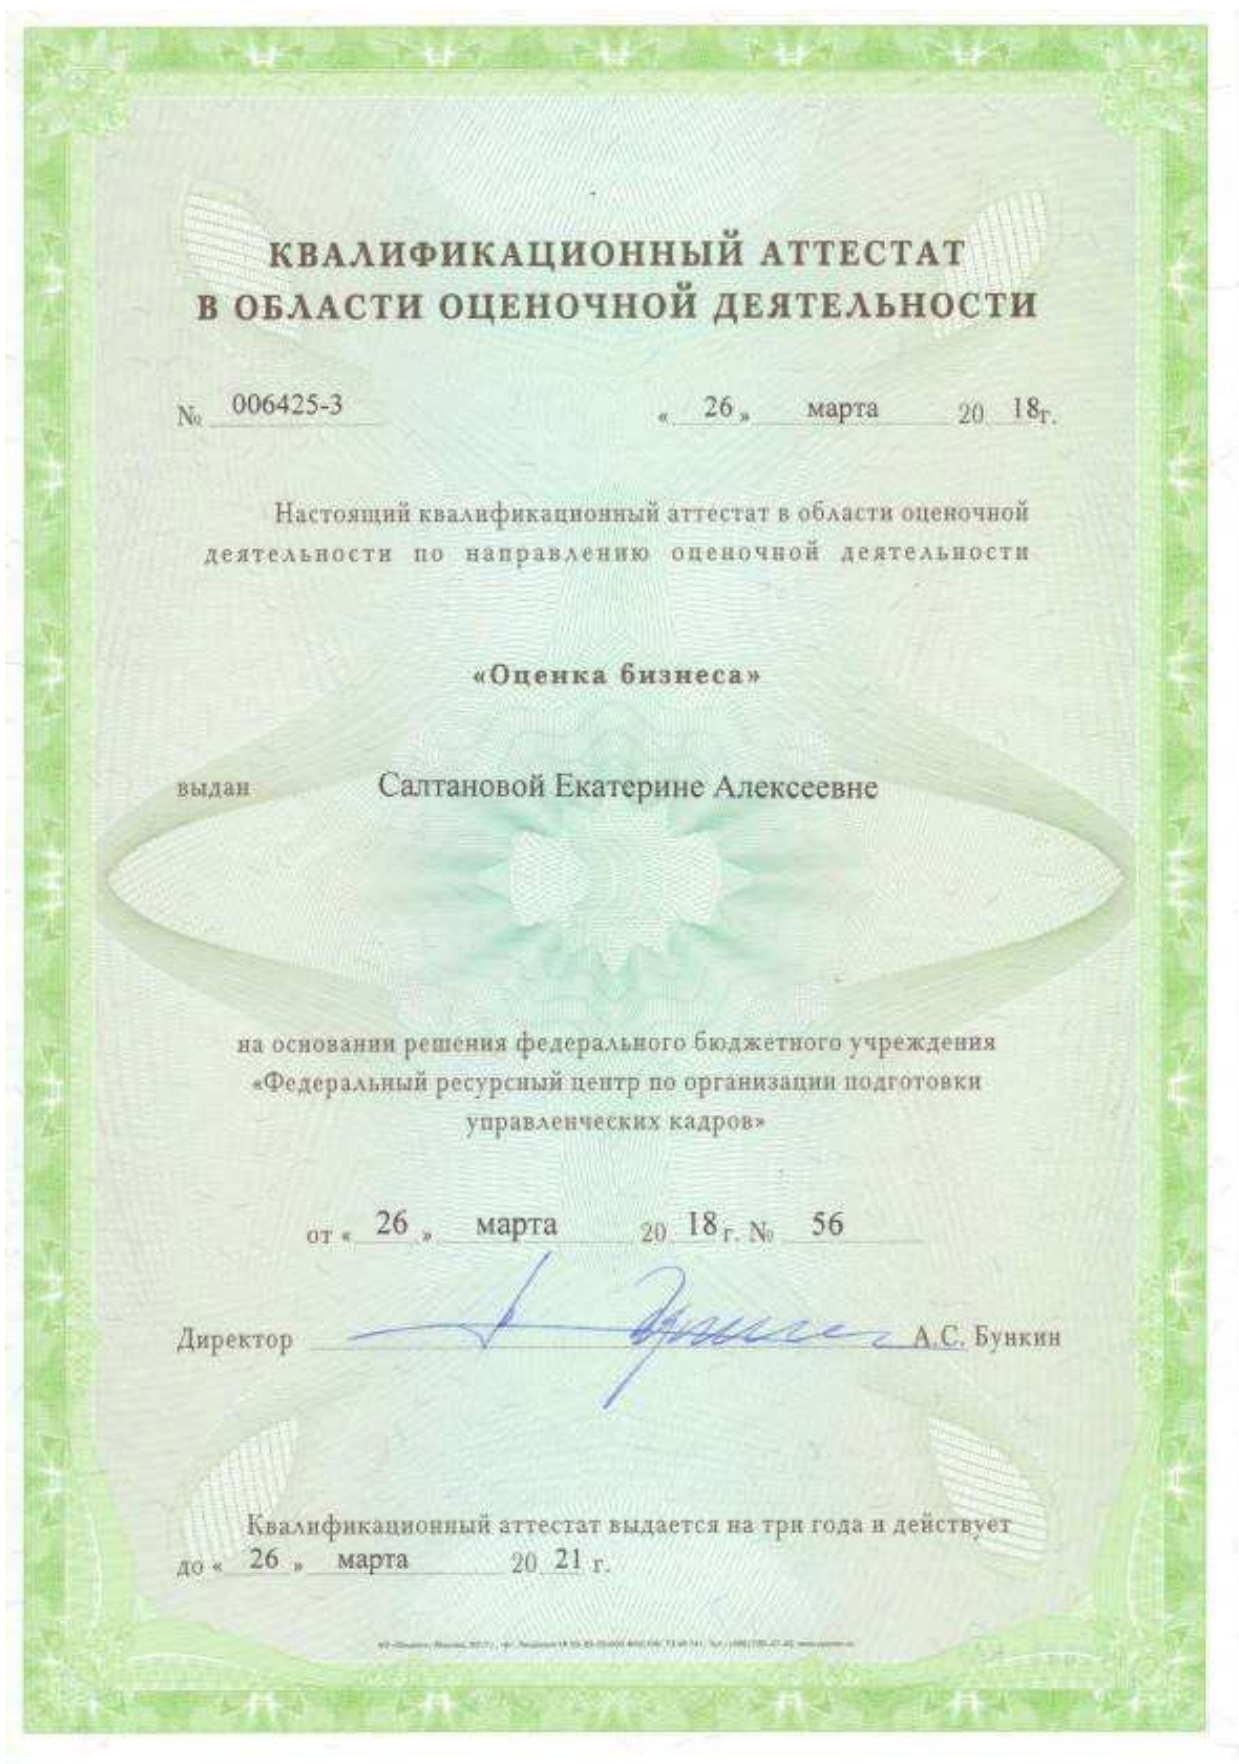 КВАЛИФИКАЦИОННЫЙ АТТЕСТАТ
В ОБЛАСТИ ОЦЕНОЧНОЙ ДЕЯТЕЛЬНОСТИ
№ 006425-3 « 26 » марта 20 18г.
Настоящий квалификационный аттестат в области оценочной
деятельности по направлению оценочной деятельности
«Оценка бизнеса»
выдан Салтановой Екатерине Алексеевне
на основании решения федерального бюджетного учреждения
«Федеральный ресурсный центр по организации подготовки
управленческих кадров»
от « 26 » марта 20 18 г. № 56
Директор А.С. Бункин
Квалификационный аттестат выдается на три года и действует
до « 26 » марта 20 21 г.